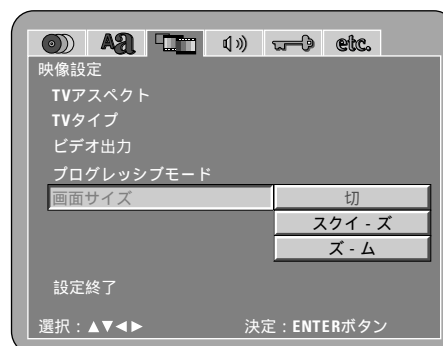 Aa etc.
映像設定
TVアスペクト
TVタイプ
ビデオ出力
プログレッシブモード
画面サイズ 切
スクイ - ズ
ズ - ム
設定終了
選択：▲▼◀▶ 決定：ENTERボタン